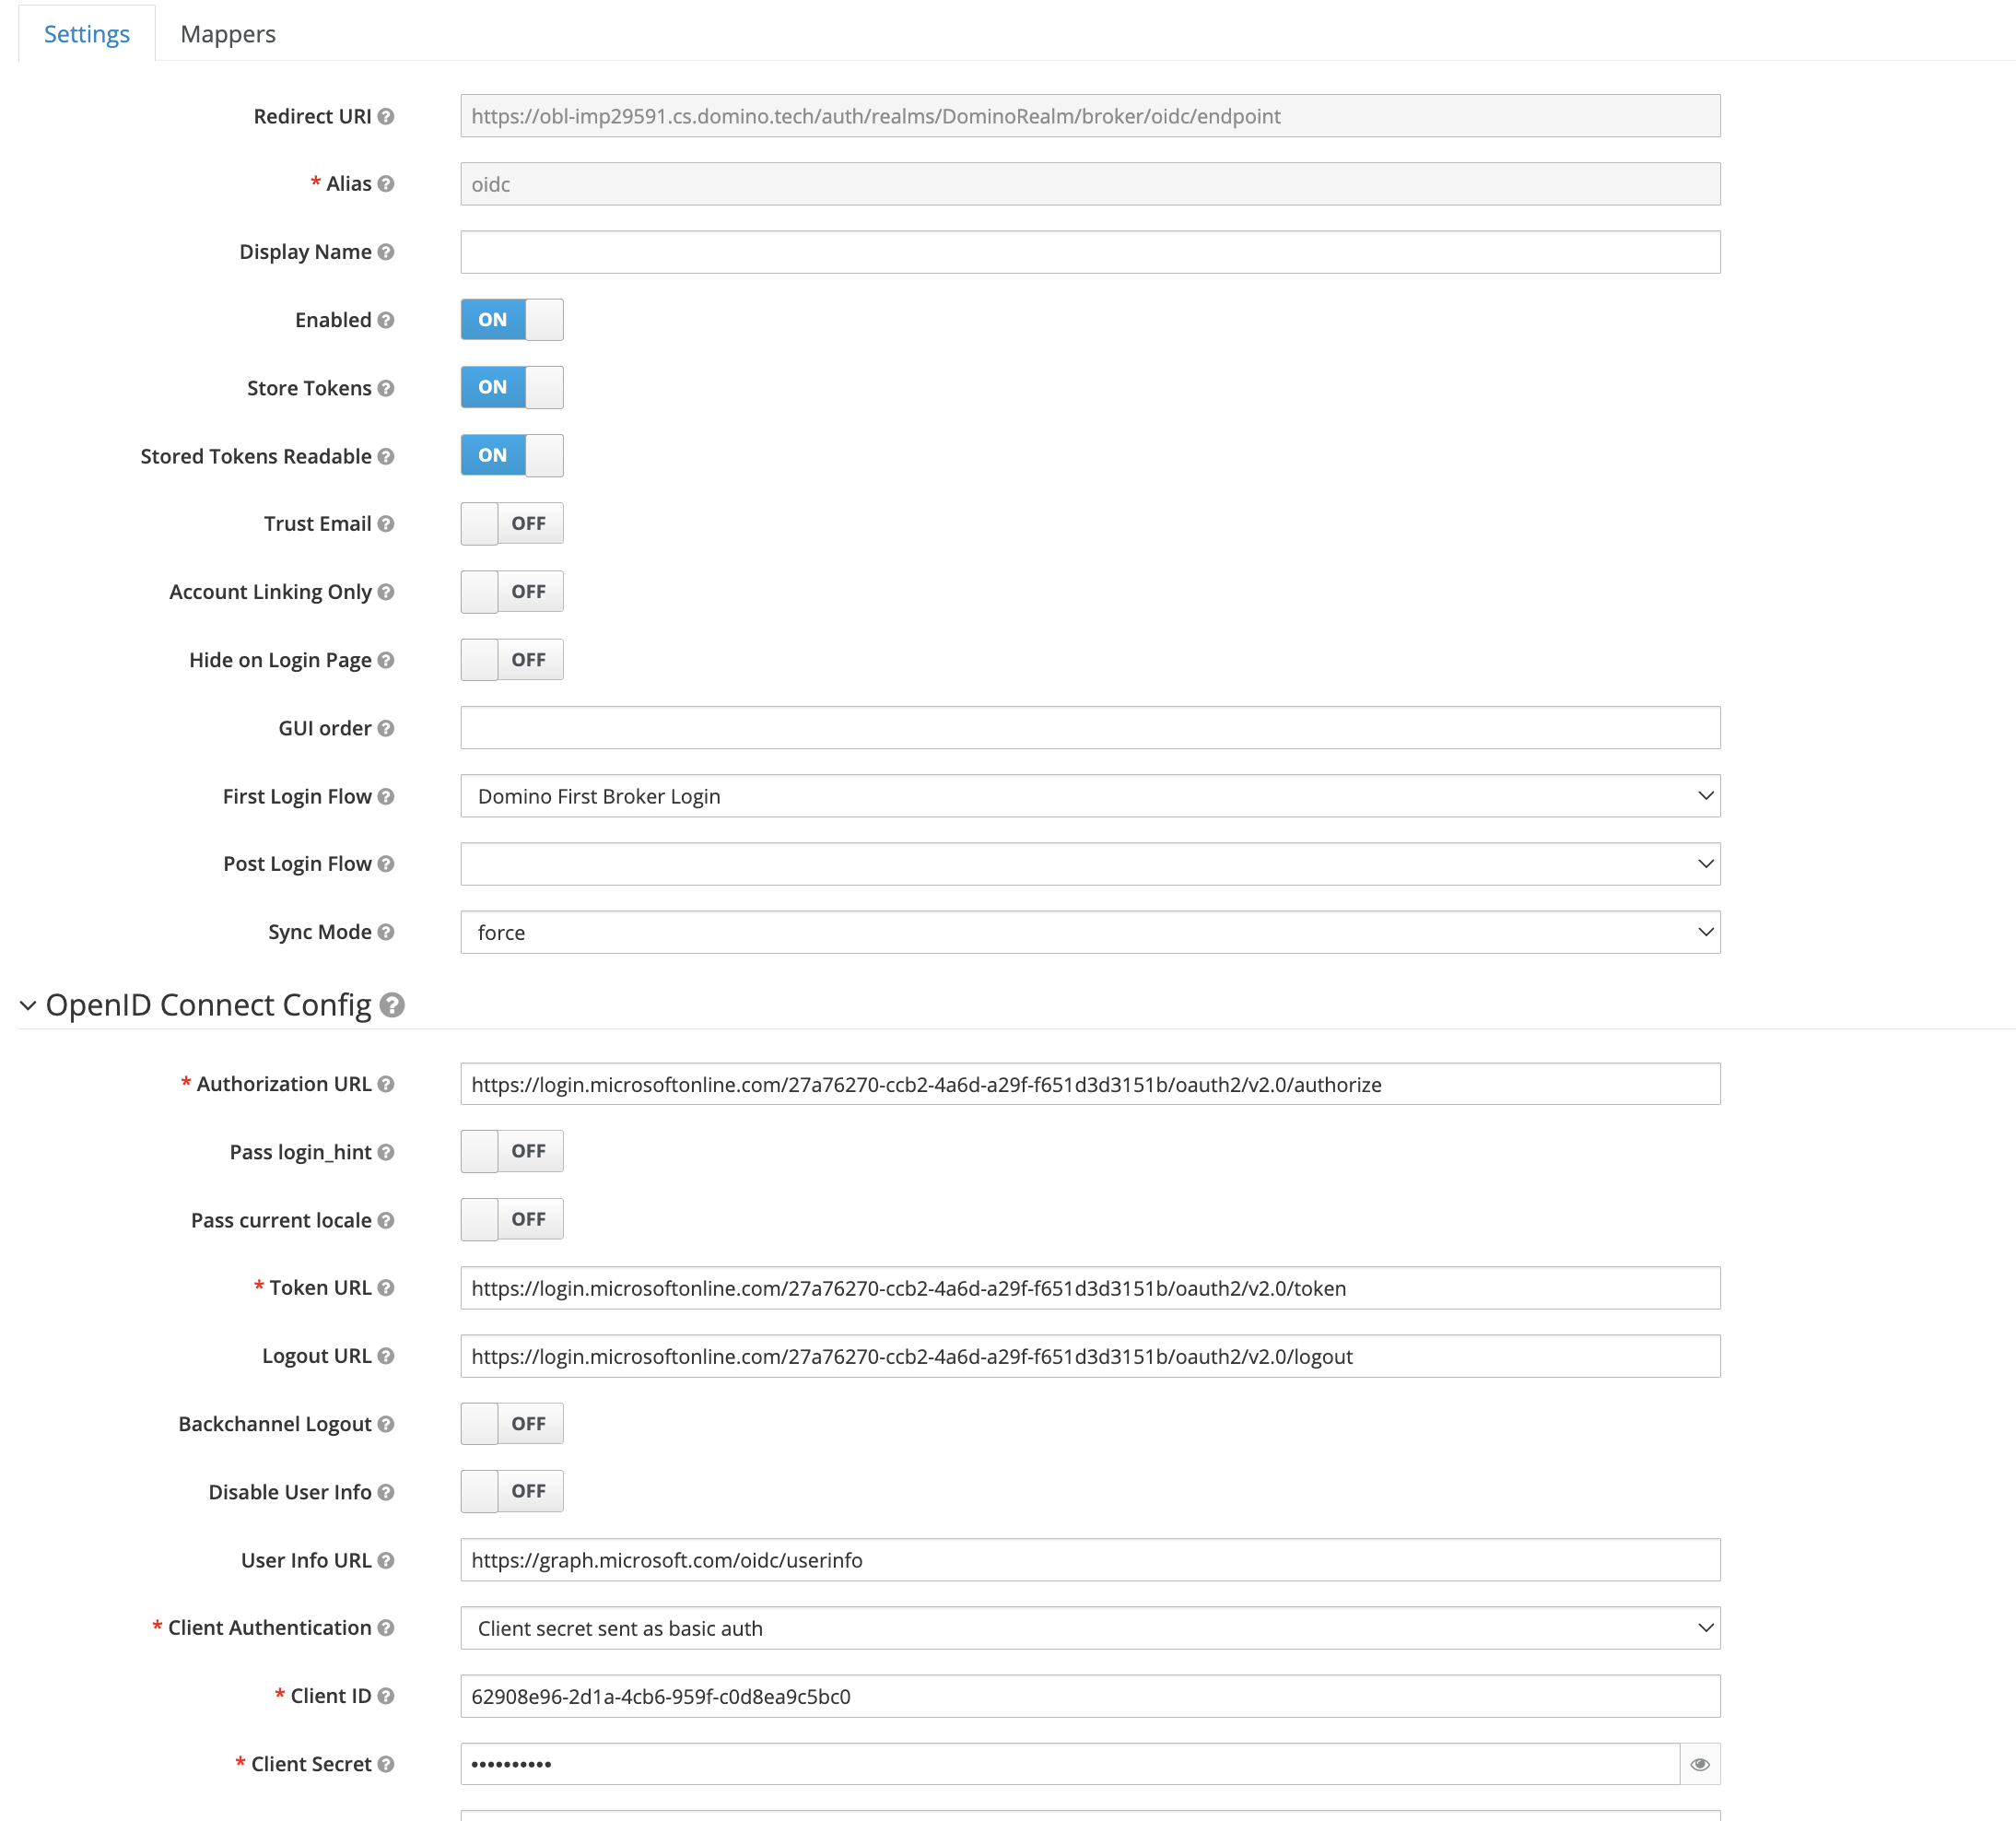 Settings Mappers
Redirect URI https://obl-imp29591.cs.domino.tech/auth/realms/DominoRealm/broker/oidc/endpoint
* Alias oidc
Display Name
Enabled ON
Store Tokens ON
Stored Tokens Readable ON
Trust Email OFF
Account Linking Only OFF
Hide on Login Page OFF
GUI order
First Login Flow Domino First Broker Login
Post Login Flow
Sync Mode force
OpenID Connect Config
* Authorization URL https://login.microsoftonline.com/27a76270-ccb2-4a6d-a29f-f651d3d3151b/oauth2/v2.0/authorize
Pass login_hint OFF
Pass current locale OFF
* Token URL https://login.microsoftonline.com/27a76270-ccb2-4a6d-a29f-f651d3d3151b/oauth2/v2.0/token
Logout URL https://login.microsoftonline.com/27a76270-ccb2-4a6d-a29f-f651d3d3151b/oauth2/v2.0/logout
Backchannel Logout OFF
Disable User Info OFF
User Info URL https://graph.microsoft.com/oidc/userinfo
* Client Authentication Client secret sent as basic auth
* Client ID 62908e96-2d1a-4cb6-959f-c0d8ea9c5bc0
* Client Secret ••••••••••